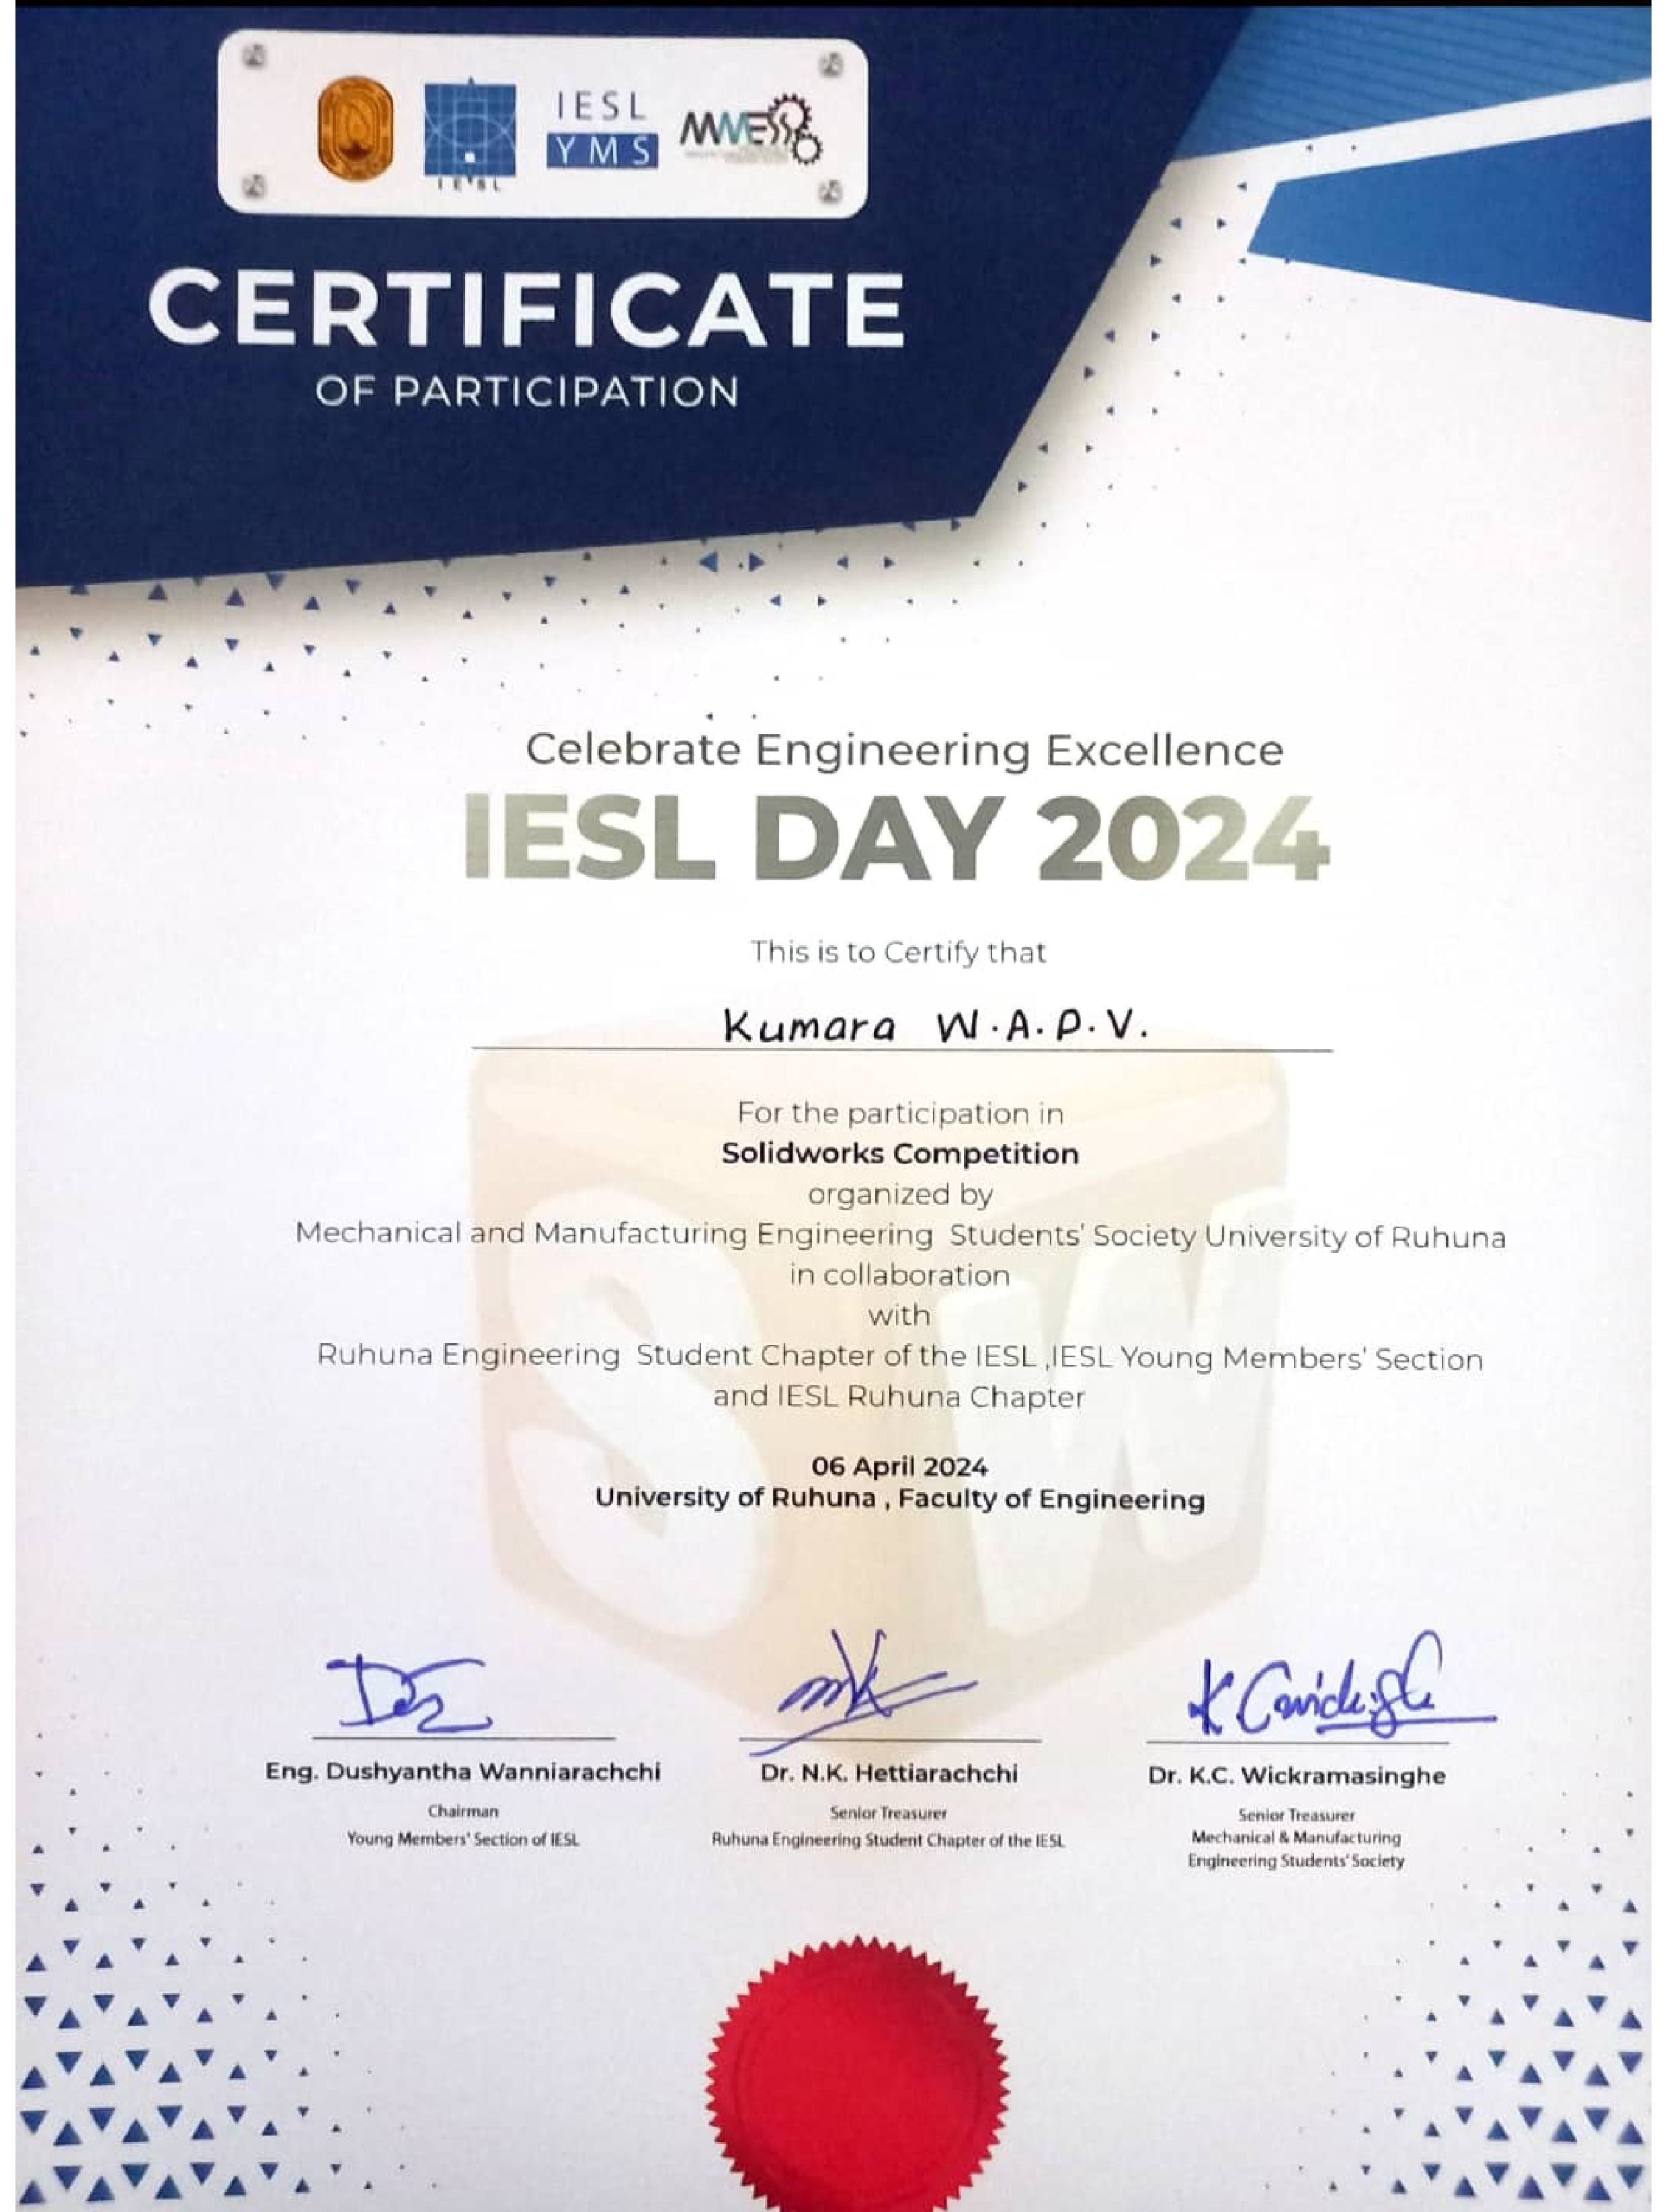 IESL
YMS
MMESS
IESL
CERTIFICATE
OF PARTICIPATION
Celebrate Engineering Excellence
IESL DAY 2024
This is to Certify that
Kumara W.A.P.V.
For the participation in
Solidworks Competition
organized by
Mechanical and Manufacturing Engineering Students' Society University of Ruhuna
in collaboration
with
Ruhuna Engineering Student Chapter of the IESL ,IESL Young Members' Section
and IESL Ruhuna Chapter
06 April 2024
University of Ruhuna , Faculty of Engineering
SW
Eng. Dushyantha Wanniarachchi
Chairman
Young Members' Section of IESL
Dr. N.K. Hettiarachchi
Senior Treasurer
Ruhuna Engineering Student Chapter of the IESL
Dr. K.C. Wickramasinghe
Senior Treasurer
Mechanical & Manufacturing
Engineering Students' Society